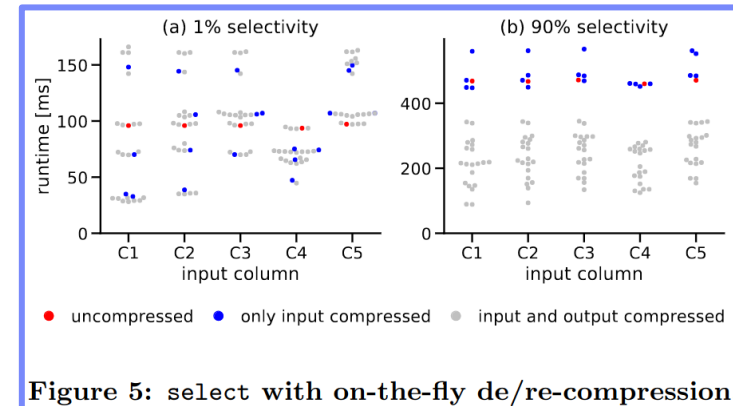 (a) 1% selectivity
(b) 90% selectivity
runtime [ms]
150
100
50
0
400
200
0
C1 C2 C3 C4 C5
C1 C2 C3 C4 C5
input column
input column
uncompressed only input compressed input and output compressed
Figure 5: select with on-the-fly de/re-compression